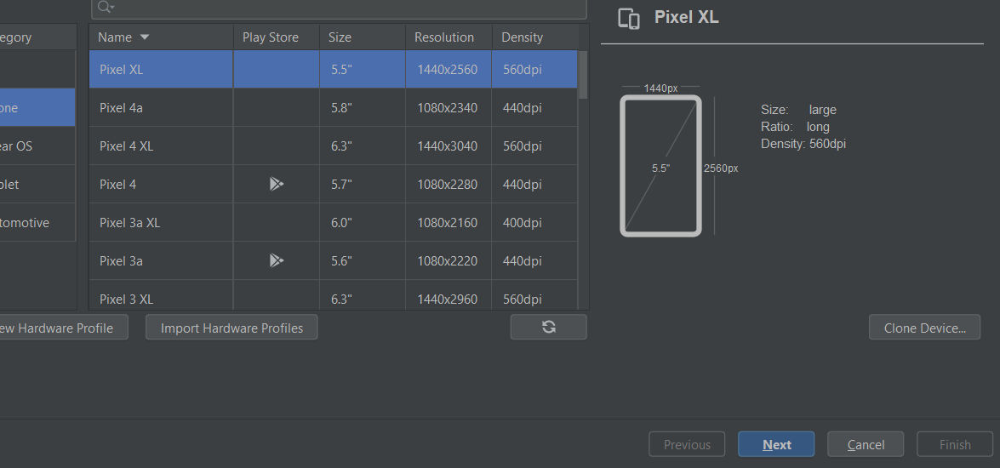 Pixel XL
egory
Name Play Store Size Resolution Density
Pixel XL 5.5" 1440x2560 560dpi
one Pixel 4a 5.8" 1080x2340 440dpi
ear OS Pixel 4 XL 6.3" 1440x3040 560dpi
blet Pixel 4 5.7" 1080x2280 440dpi
tomotive Pixel 3a XL 6.0" 1080x2160 400dpi
Pixel 3a 5.6" 1080x2220 440dpi
Pixel 3 XL 6.3" 1440x2960 560dpi
1440px
5.5"
2560px
Size: large
Ratio: long
Density: 560dpi
ew Hardware Profile Import Hardware Profiles Clone Device...
Previous Next Cancel Finish